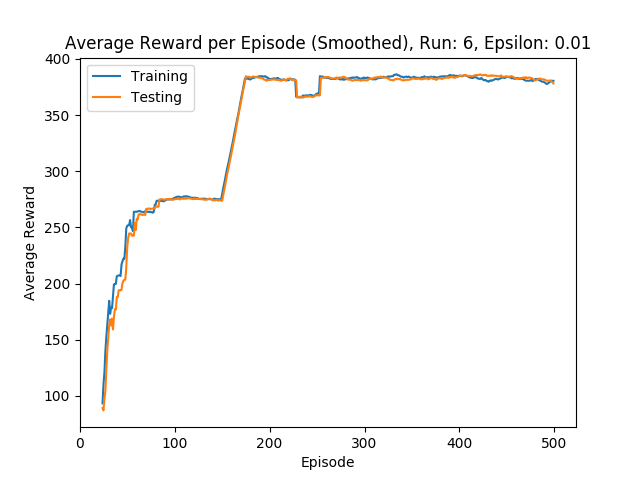 Average Reward per Episode (Smoothed), Run: 6, Epsilon: 0.01
Training
Testing
Average Reward
400
350
300
250
200
150
100
0 100 200 300 400 500
Episode